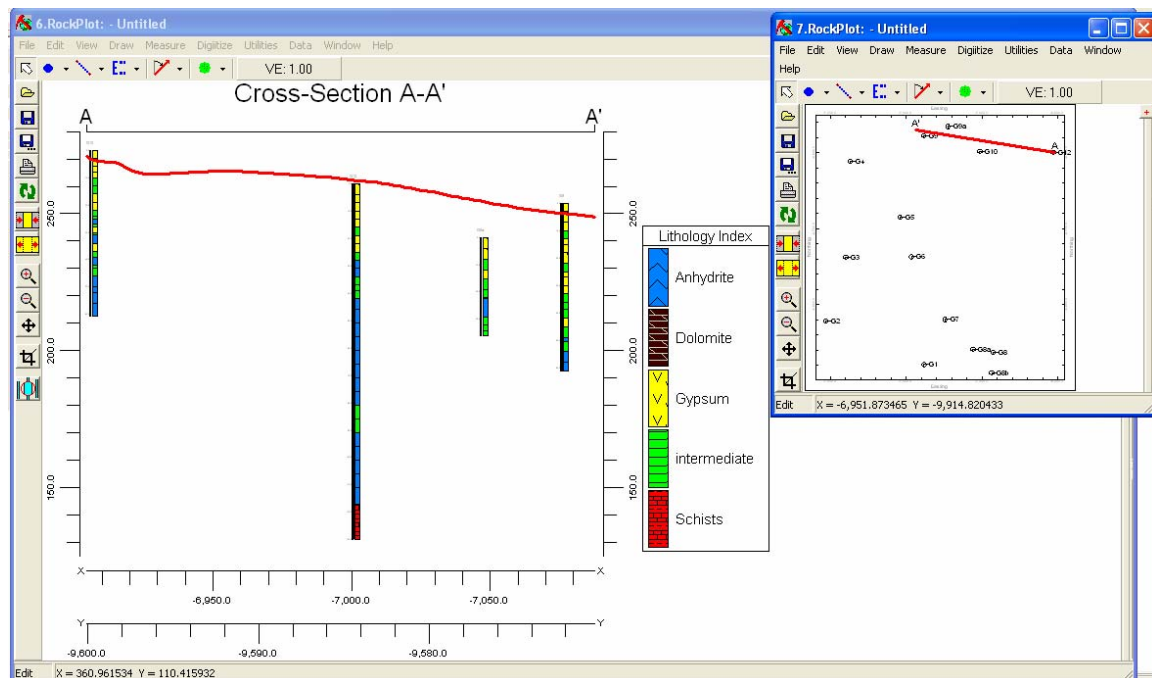 6.RockPlot: - Untitled
File Edit View Draw Measure Digiitize Utilities Data Window Help
VE: 1.00
Cross-Section A-A'
A A'
250.0
200.0
150.0
250.0
200.0
150.0
X X
-6,950.0 -7,000.0 -7,050.0
Y Y
-9,600.0 -9,590.0 -9,580.0
Edit X = 360.961534 Y = 110.415932
Lithology Index
Anhydrite
Dolomite
Gypsum
intermediate
Schists
7.RockPlot: - Untitled
File Edit View Draw Measure Digiitize Utilities Data Window
Help
VE: 1.00
A' G9a
G9 A
G10 G12
G4
G5
G3 G6
G2 G7
G8a G8
G1
G8b
Edit X = -6,951.873465 Y = -9,914.820433